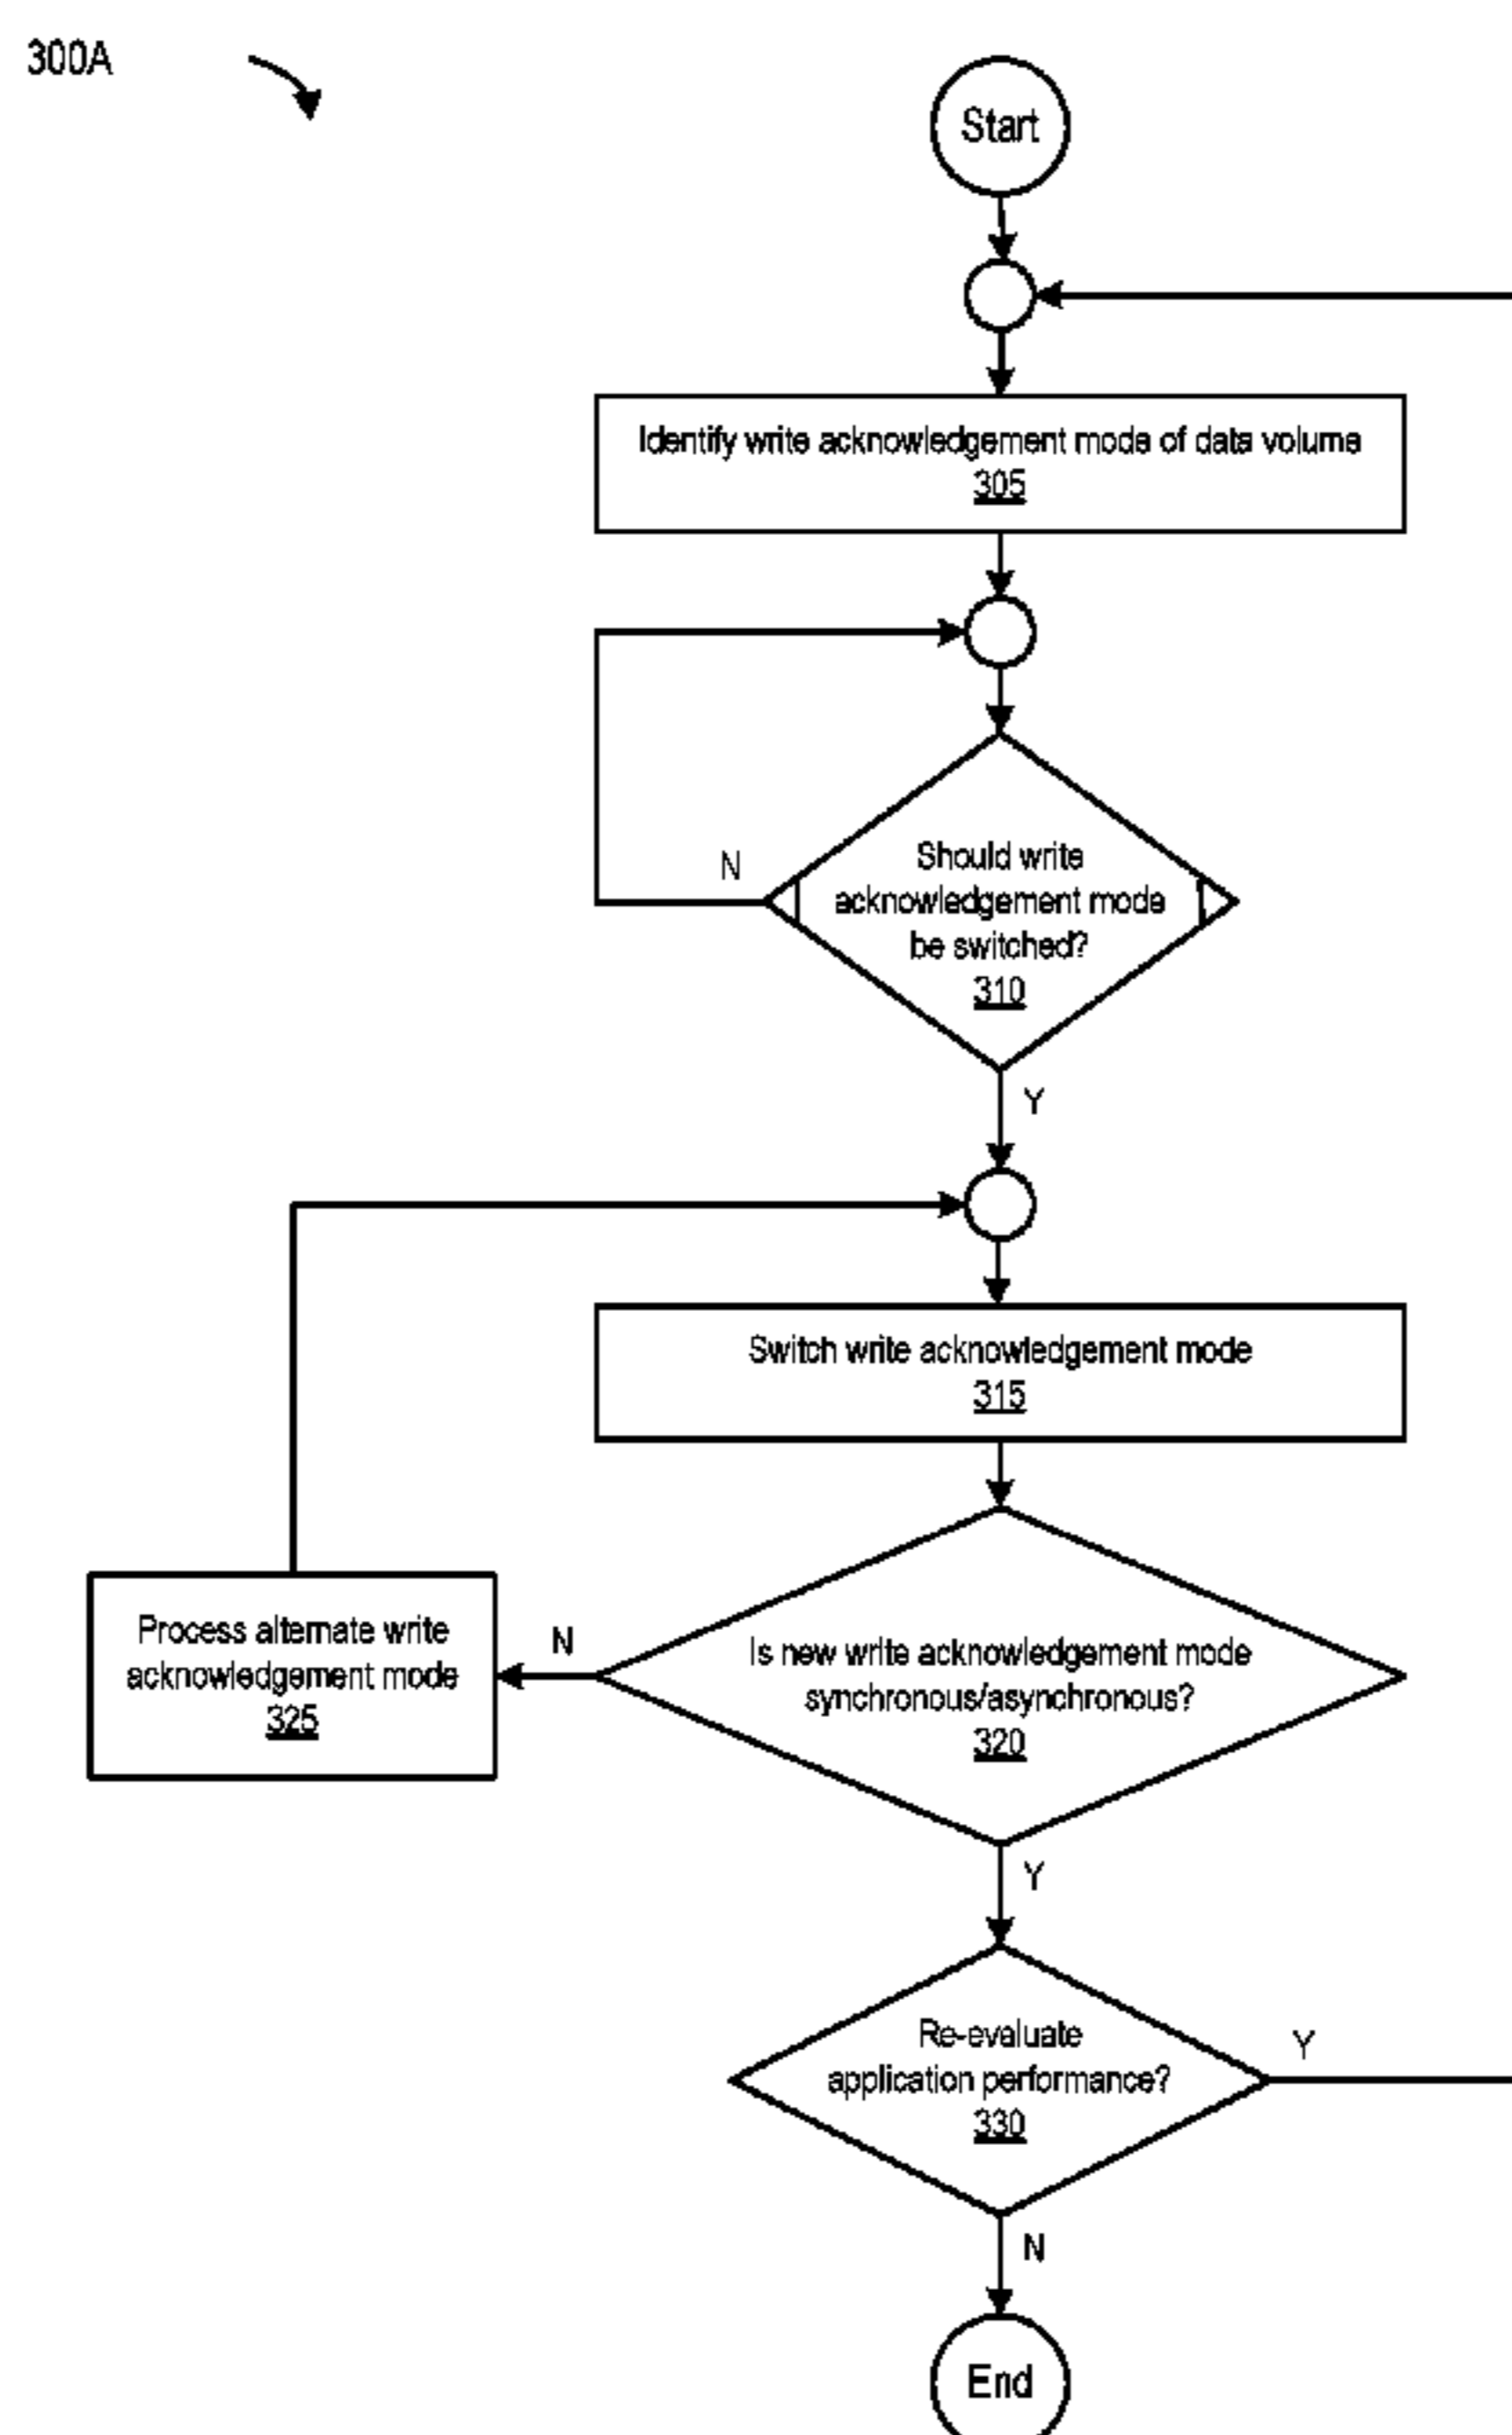 300A
Start
Identify write acknowledgement mode of data volume
305
N
Should write
acknowledgement mode
be switched?
310
Y
Switch write acknowledgement mode
315
Process alternate write
acknowledgement mode
325
N
Is new write acknowledgement mode
synchronous/asynchronous?
320
Y
Re-evaluate
application performance?
330
Y
N
End